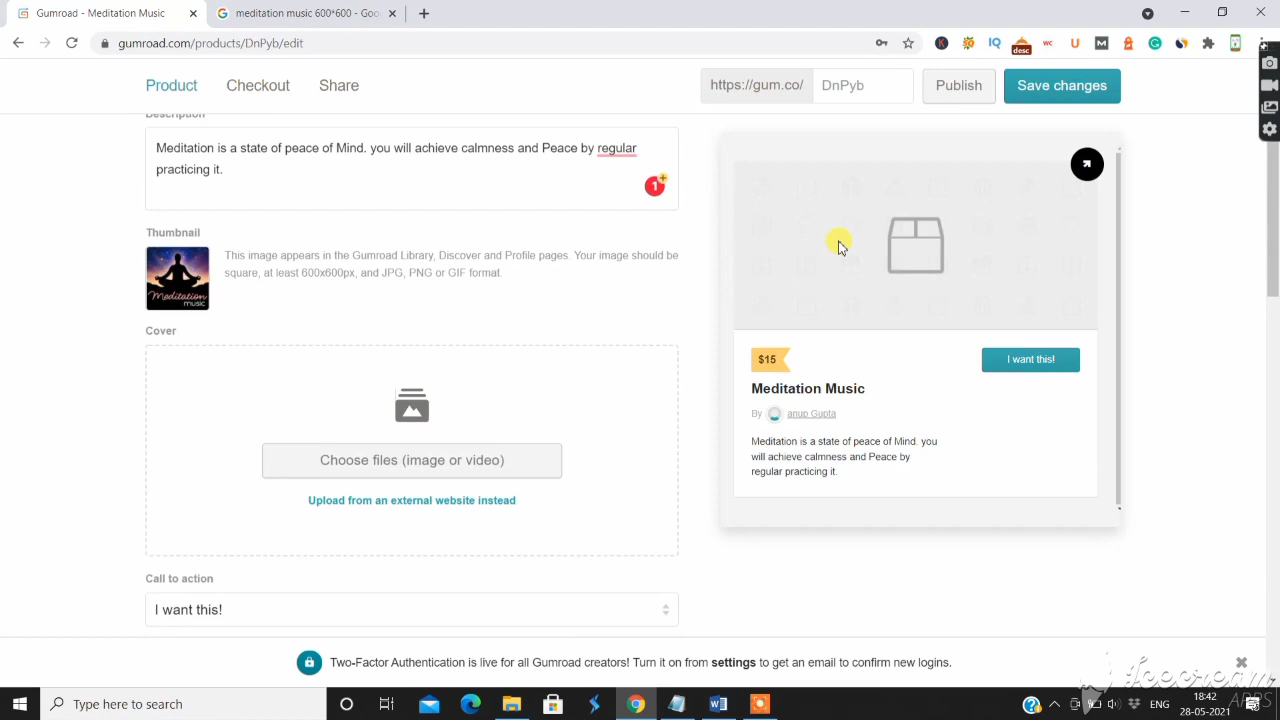 Gumroad - Meditation Music
meditation music 600*600 - Goo
gumroad.com/products/DnPyb/edit
desc
Product
Checkout
Share
https://gum.co/
DnPyb
Publish
Save changes
Description
Meditation is a state of peace of Mind. you will achieve calmness and Peace by regular
practicing it.
1
Thumbnail
This image appears in the Gumroad Library, Discover and Profile pages. Your image should be
square, at least 600x600px, and JPG, PNG or GIF format.
Meditation
music
Cover
Choose files (image or video)
Upload from an external website instead
Call to action
I want this!
$15
I want this!
Meditation Music
By anup Gupta
Meditation is a state of peace of Mind. you
will achieve calmness and Peace by
regular practicing it.
Two-Factor Authentication is live for all Gumroad creators! Turn it on from settings to get an email to confirm new logins.
icecream
APPS
Type here to search
ENG
18:42
28-05-2021